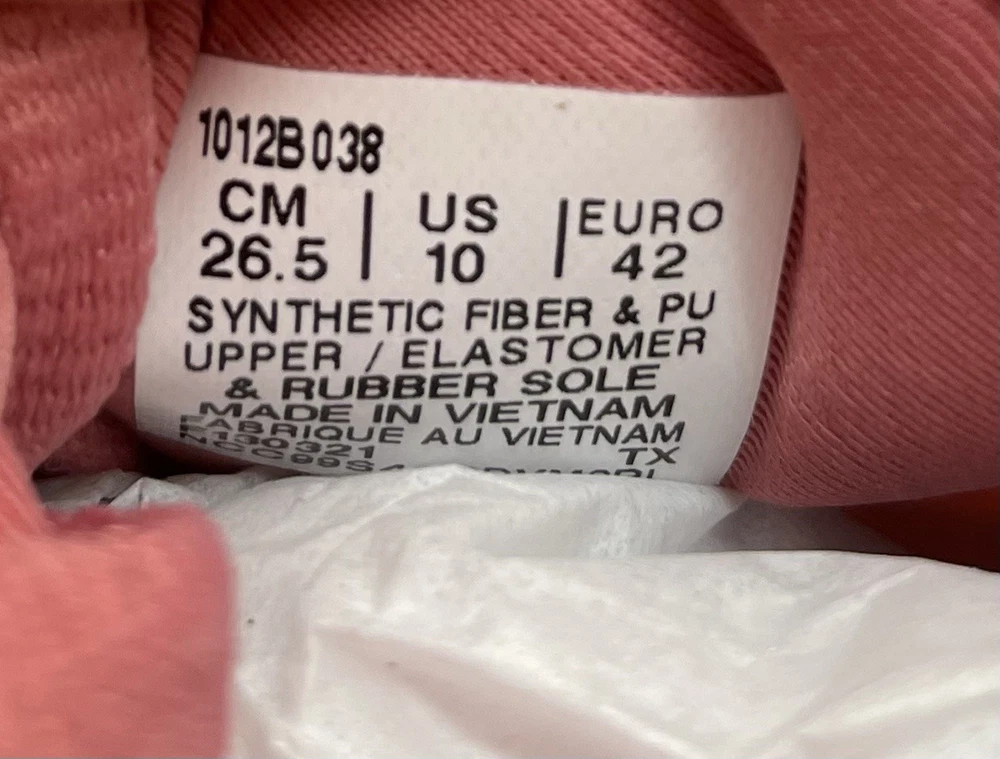 1012B038
CM | US | EURO
26.5 | 10 | 42
SYNTHETIC FIBER & PU
UPPER / ELASTOMER
& RUBBER SOLE
MADE IN VIETNAM
FABRIQUE AU VIETNAM
TX